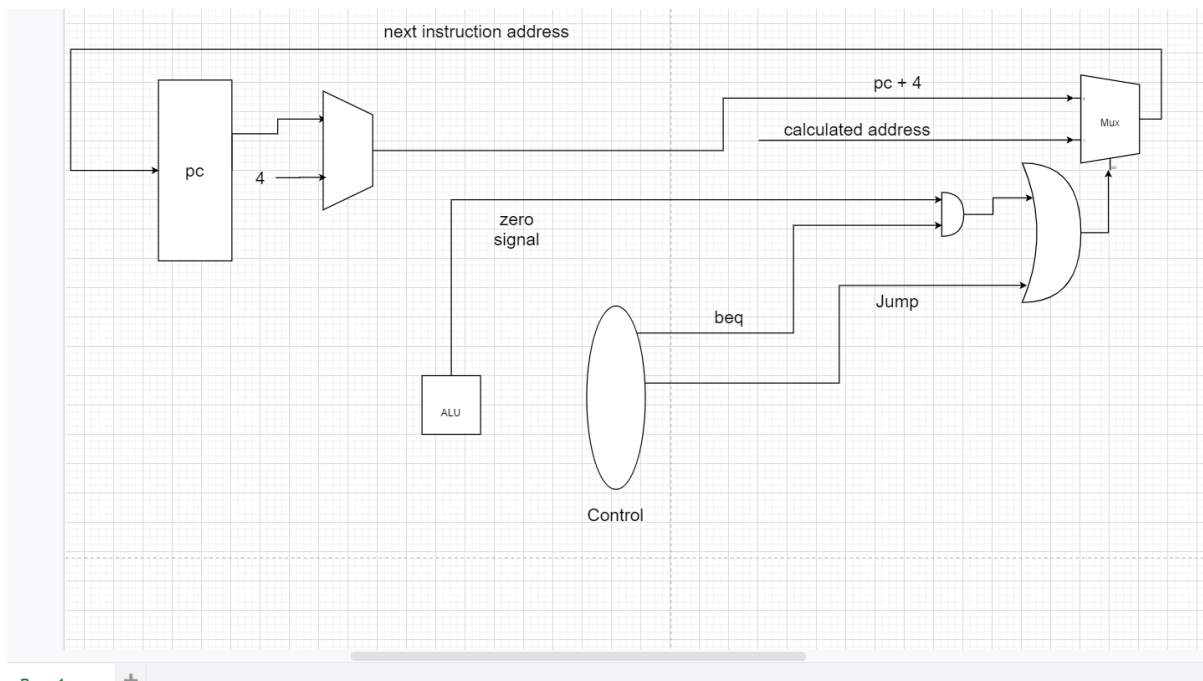 next instruction address
pc + 4
Mux
calculated address
pc
4
zero
signal
Jump
beq
ALU
Control